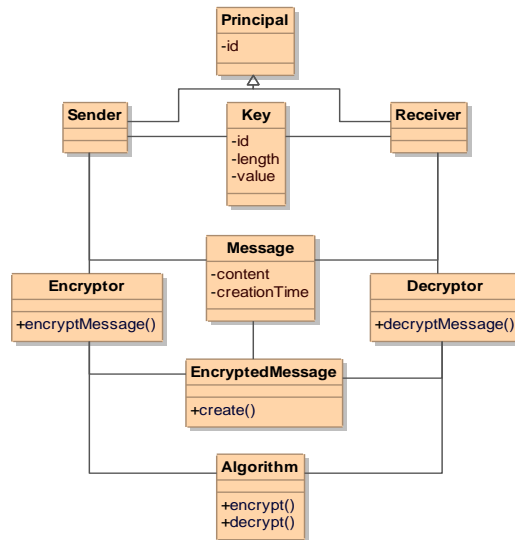 Principal
-id
Sender
Key
Receiver
-id
-length
-value
Message
-content
-creationTime
Encryptor
+encryptMessage()
Decryptor
+decryptMessage()
EncryptedMessage
+create()
Algorithm
+encrypt()
+decrypt()